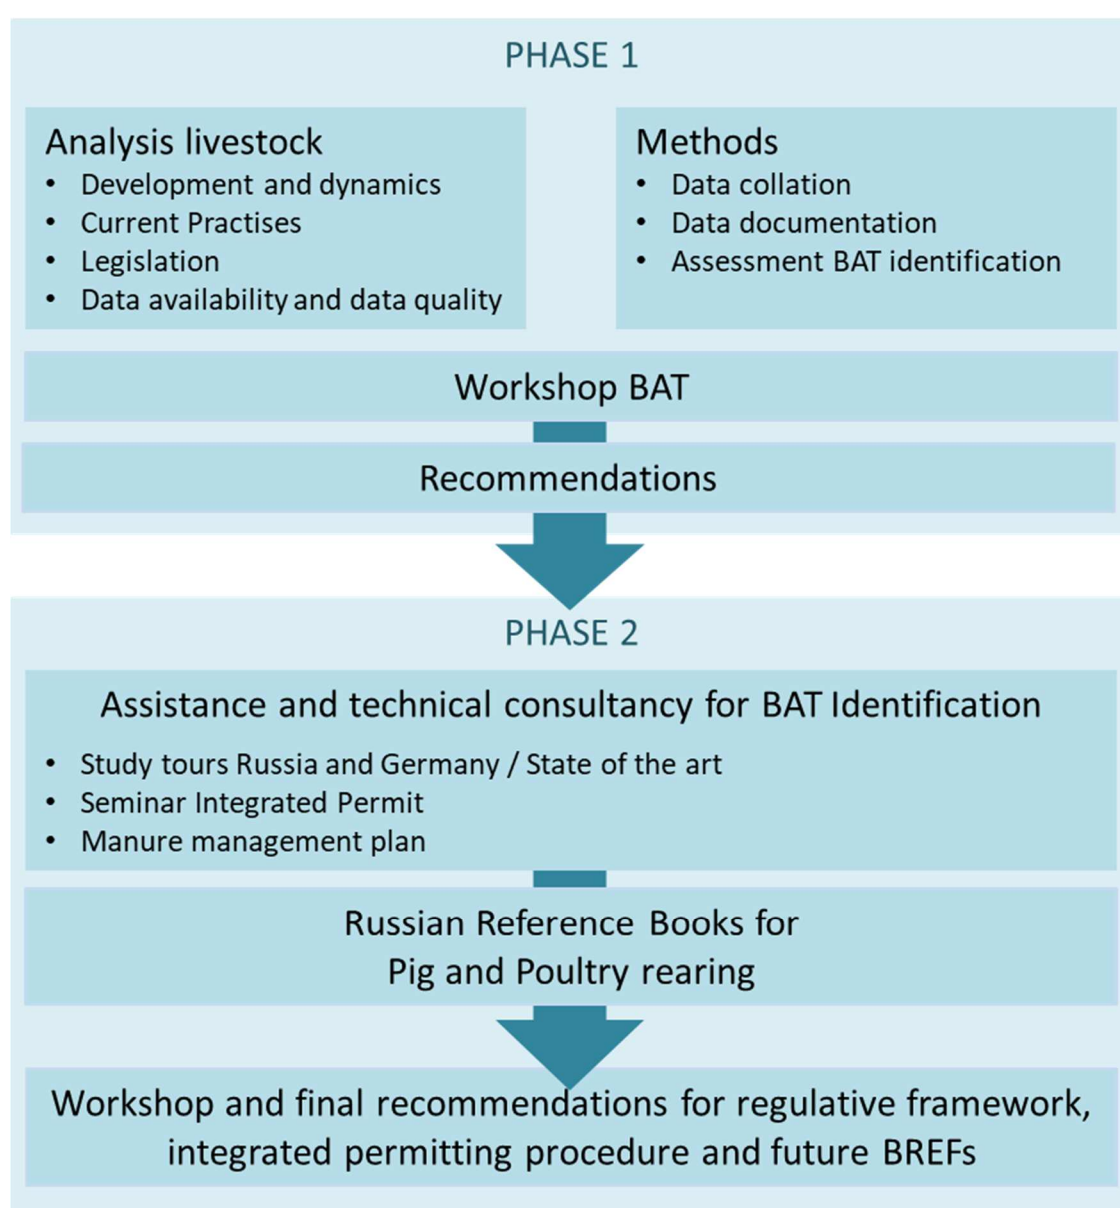 PHASE 1
Analysis livestock
• Development and dynamics
• Current Practises
• Legislation
• Data availability and data quality
Methods
• Data collation
• Data documentation
• Assessment BAT identification
Workshop BAT
Recommendations
PHASE 2
Assistance and technical consultancy for BAT Identification
• Study tours Russia and Germany / State of the art
• Seminar Integrated Permit
• Manure management plan
Russian Reference Books for
Pig and Poultry rearing
Workshop and final recommendations for regulative framework,
integrated permitting procedure and future BREFs